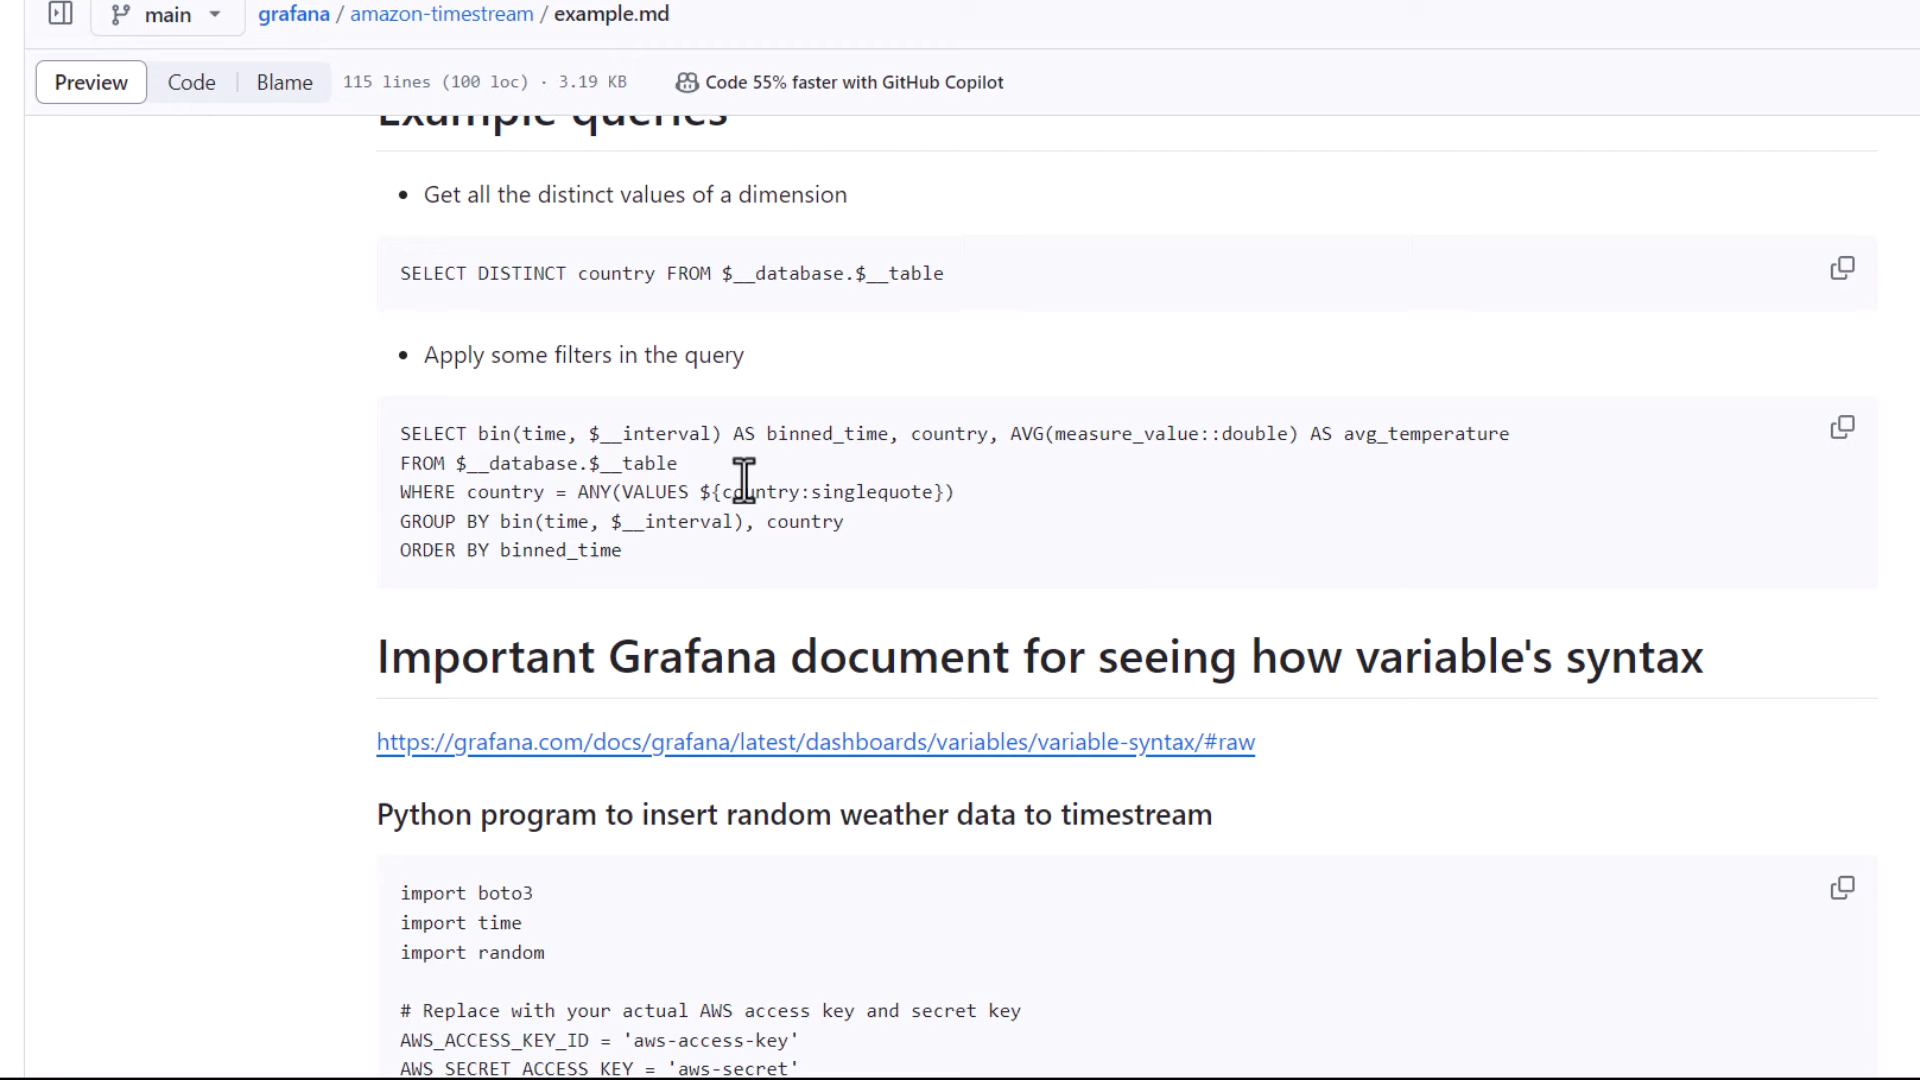 main
grafana / amazon-timestream / example.md
Preview Code Blame 115 lines (100 loc) · 3.19 KB Code 55% faster with GitHub Copilot
Example queries
• Get all the distinct values of a dimension
SELECT DISTINCT country FROM $__database.$__table
• Apply some filters in the query
SELECT bin(time, $__interval) AS binned_time, country, AVG(measure_value::double) AS avg_temperature
FROM $__database.$__table
WHERE country = ANY(VALUES ${country:singlequote})
GROUP BY bin(time, $__interval), country
ORDER BY binned_time
Important Grafana document for seeing how variable's syntax
https://grafana.com/docs/grafana/latest/dashboards/variables/variable-syntax/#raw
Python program to insert random weather data to timestream
import boto3
import time
import random
# Replace with your actual AWS access key and secret key
AWS_ACCESS_KEY_ID = 'aws-access-key'
AWS_SECRET_ACCESS_KEY = 'aws-secret'